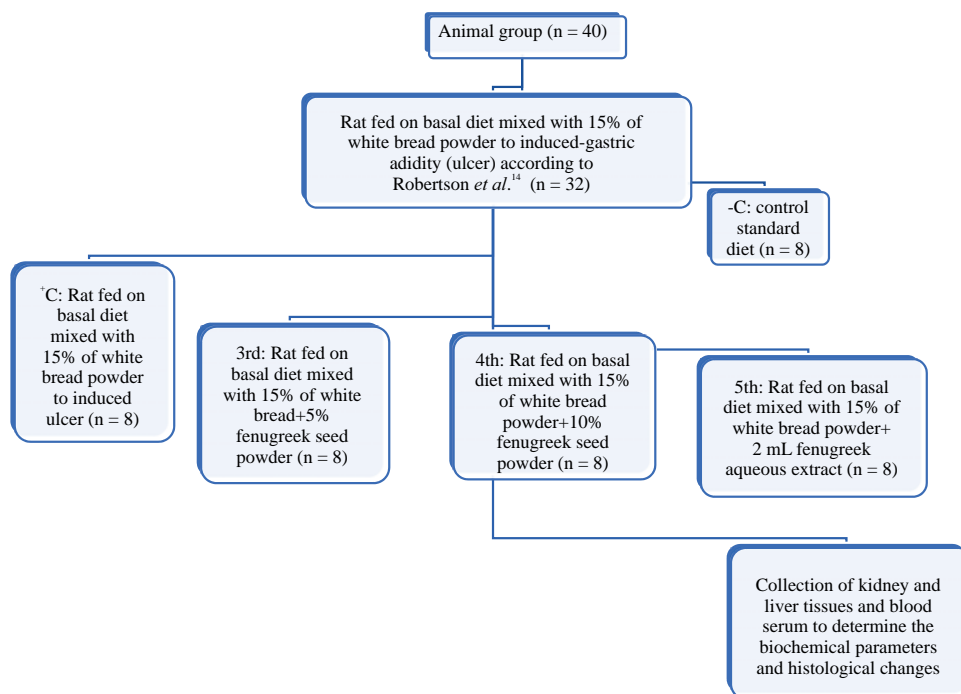 Animal group (n = 40)
Rat fed on basal diet mixed with 15% of
white bread powder to induced-gastric
adidity (ulcer) according to
Robertson et al.¹⁴ (n = 32)
-C: control
standard
diet (n = 8)
⁺C: Rat fed on
basal diet
mixed with
15% of white
bread powder
to induced
ulcer (n = 8)
3rd: Rat fed on
basal diet mixed
with 15% of white
bread+5%
fenugreek seed
powder (n = 8)
4th: Rat fed on basal
diet mixed with 15%
of white bread
powder+10%
fenugreek seed
powder (n = 8)
5th: Rat fed on basal
diet mixed with 15% of
white bread powder+
2 mL fenugreek
aqueous extract (n = 8)
Collection of kidney and
liver tissues and blood
serum to determine the
biochemical parameters
and histological changes